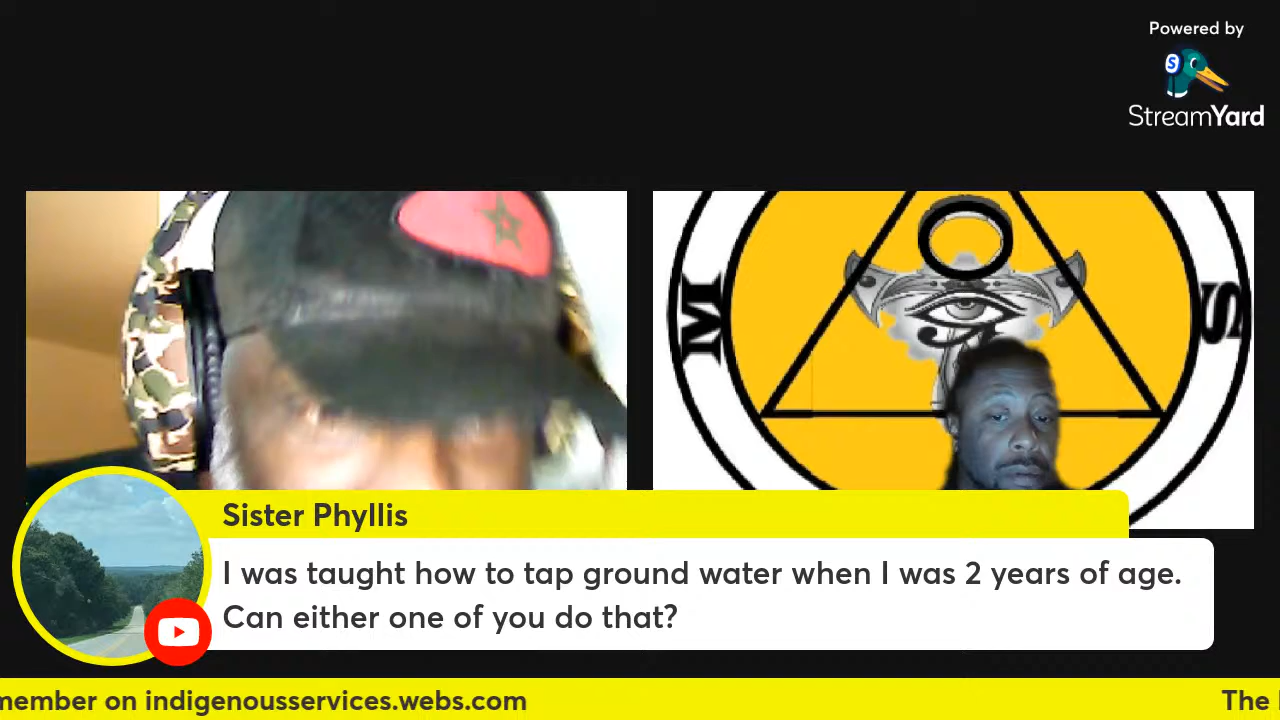 Powered by
S
StreamYard
M
S
Sister Phyllis
I was taught how to tap ground water when I was 2 years of age.
Can either one of you do that?
member on indigenousservices.webs.com
The